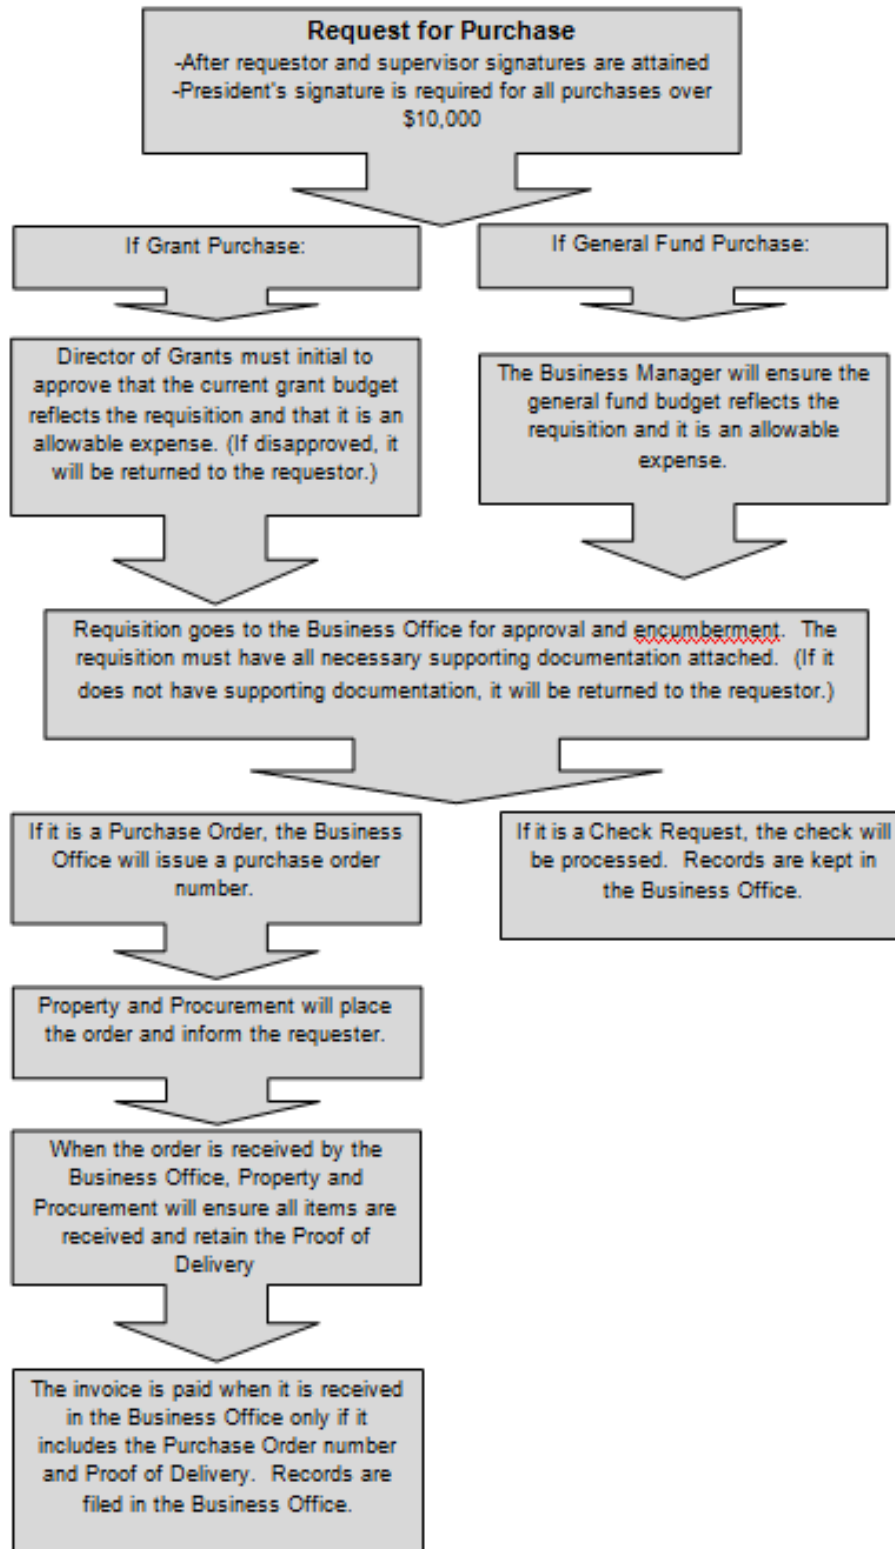 Request for Purchase
-After requestor and supervisor signatures are attained
-President's signature is required for all purchases over
$10,000
If Grant Purchase:
If General Fund Purchase:
Director of Grants must initial to
approve that the current grant budget
reflects the requisition and that it is an
allowable expense. (If disapproved, it
will be returned to the requestor.)
The Business Manager will ensure the
general fund budget reflects the
requisition and it is an allowable
expense.
Requisition goes to the Business Office for approval and encumberment.  The
requisition must have all necessary supporting documentation attached.  (If it
does not have supporting documentation, it will be returned to the requestor.)
If it is a Purchase Order, the Business
Office will issue a purchase order
number.
If it is a Check Request, the check will
be processed.  Records are kept in
the Business Office.
Property and Procurement will place
the order and inform the requester.
When the order is received by the
Business Office, Property and
Procurement will ensure all items are
received and retain the Proof of
Delivery
The invoice is paid when it is received
in the Business Office only if it
includes the Purchase Order number
and Proof of Delivery.  Records are
filed in the Business Office.